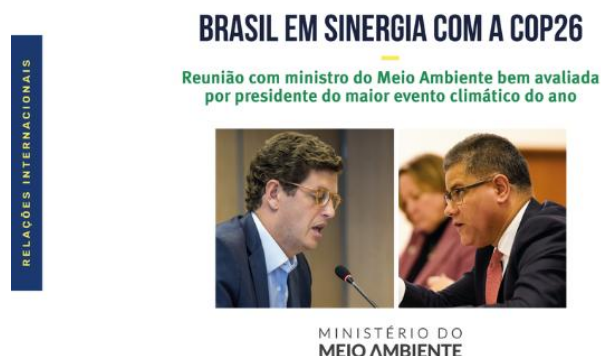 BRASIL EM SINERGIA COM A COP26
Reunião com ministro do Meio Ambiente bem avaliada
por presidente do maior evento climático do ano
RELAÇÕES INTERNACIONAIS
MINISTÉRIO DO
MEIO AMBIENTE